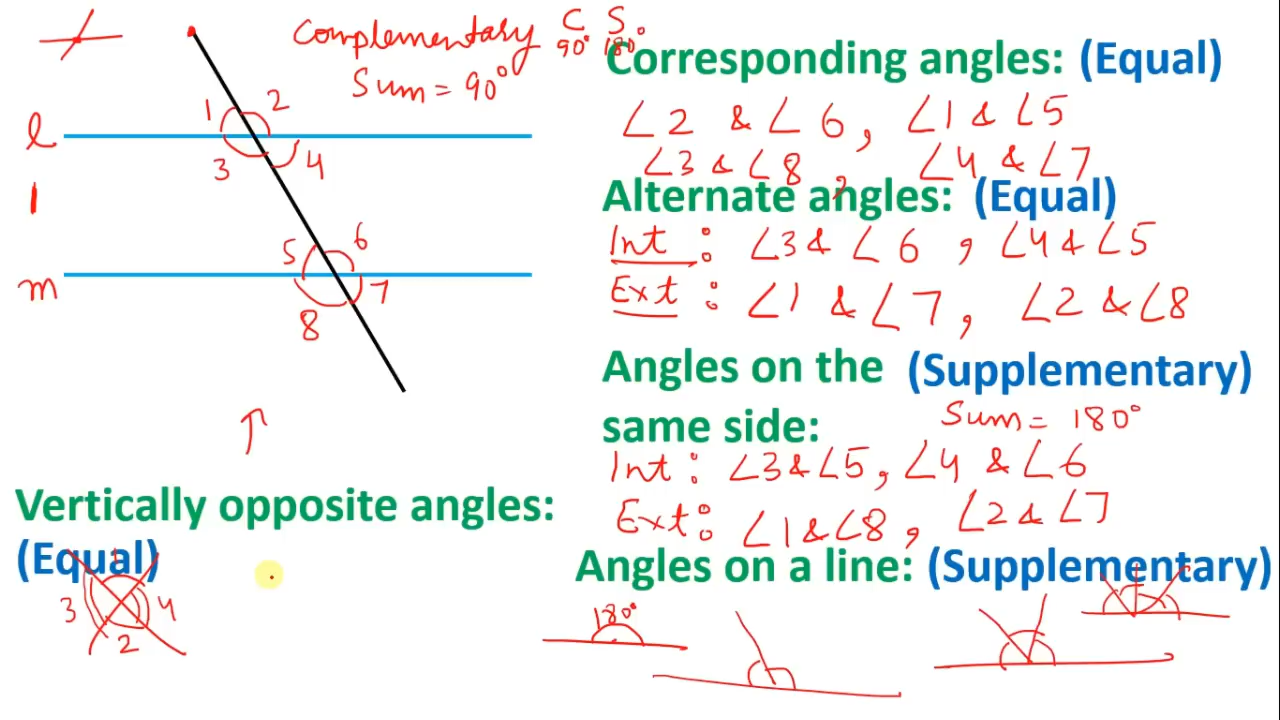 Complementary C S
90° 180°
Sum = 90°
1 2
l
3 4
l
5 6
m
7
8
Vertically opposite angles:
(Equal)
1
3 4
2
Corresponding angles: (Equal)
∠2 & ∠6, ∠1 & ∠5
∠3 & ∠8, ∠4 & ∠7
Alternate angles: (Equal)
Int : ∠3 & ∠6, ∠4 & ∠5
Ext : ∠1 & ∠7, ∠2 & ∠8
Angles on the (Supplementary)
same side: Sum = 180°
Int : ∠3 & ∠5, ∠4 & ∠6
Ext : ∠1 & ∠8, ∠2 & ∠7
Angles on a line: (Supplementary)
180°